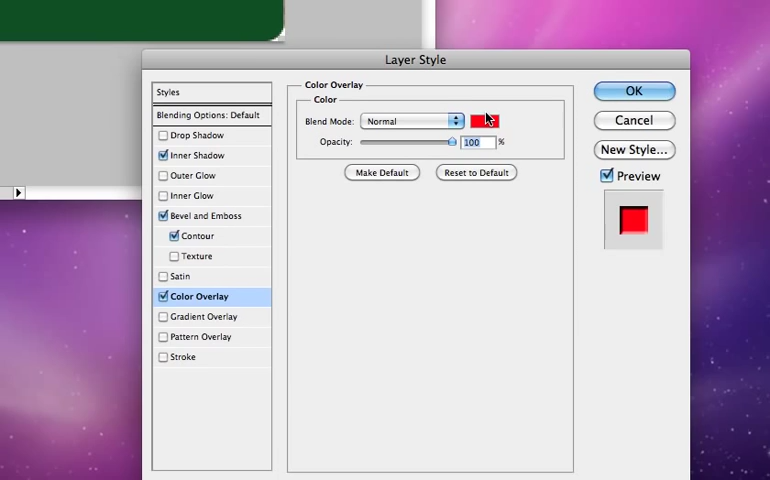 Layer Style
Styles
Blending Options: Default
Drop Shadow
Inner Shadow
Outer Glow
Inner Glow
Bevel and Emboss
Contour
Texture
Satin
Color Overlay
Gradient Overlay
Pattern Overlay
Stroke
Color Overlay
Color
Blend Mode: Normal
Opacity: 100 %
Make Default Reset to Default
OK
Cancel
New Style...
Preview